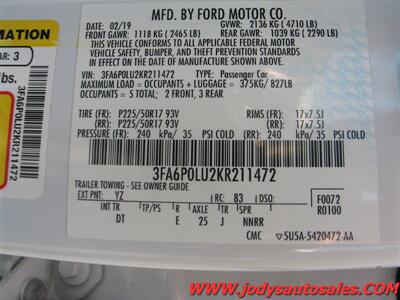 MFD. BY FORD MOTOR CO.
DATE: 02/19 GVWR: 2136 KG ( 4710 LB)
FRONT GAWR: 1118 KG ( 2465 LB) REAR GAWR: 1039 KG ( 2290 LB)
THIS VEHICLE CONFORMS TO ALL APPLICABLE FEDERAL MOTOR
VEHICLE SAFETY, BUMPER, AND THEFT PREVENTION STANDARDS
IN EFFECT ON THE DATE OF MANUFACTURE SHOWN ABOVE.
VEHICLE: 3FA6P0LU2KR211472 TYPE: Passenger Car
MAXIMUM LOAD = OCCUPANTS + LUGGAGE = 375KG/ 827LB
OCCUPANTS: 5 TOTAL; 2 FRONT, 3 REAR
TIRE (FR): P225/50R17 93V RIMS (FR): 17x7.5J
(RR): P225/50R17 93V (RR): 17x7.5J
PRESSURE (FR): 240 kPa/ 35 PSI COLD (RR): 240 kPa/ 35 PSI COLD
3FA6P0LU2KR211472
TRAILER TOWING - SEE OWNER GUIDE
EXT PNT: YZ RC: 83 DSO: F0072
INT TR TP/PS R AXLE TR SPR R0100
DT E 25 J NNRR
CMC 5U5A-5420472-AA
MATION
AR: 3
lbs.
3FA6P0LU2KR211472
www.jodysautosales.com